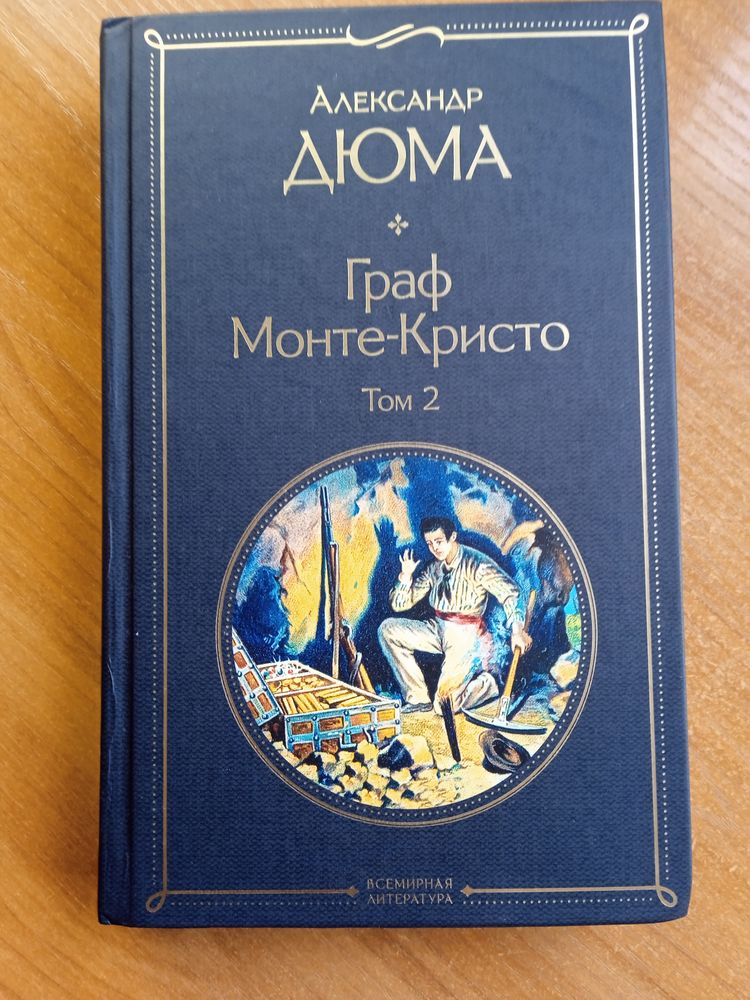 Александр
ДЮМА
Граф
Монте-Кристо
Том 2
ВСЕМИРНАЯ
ЛИТЕРАТУРА